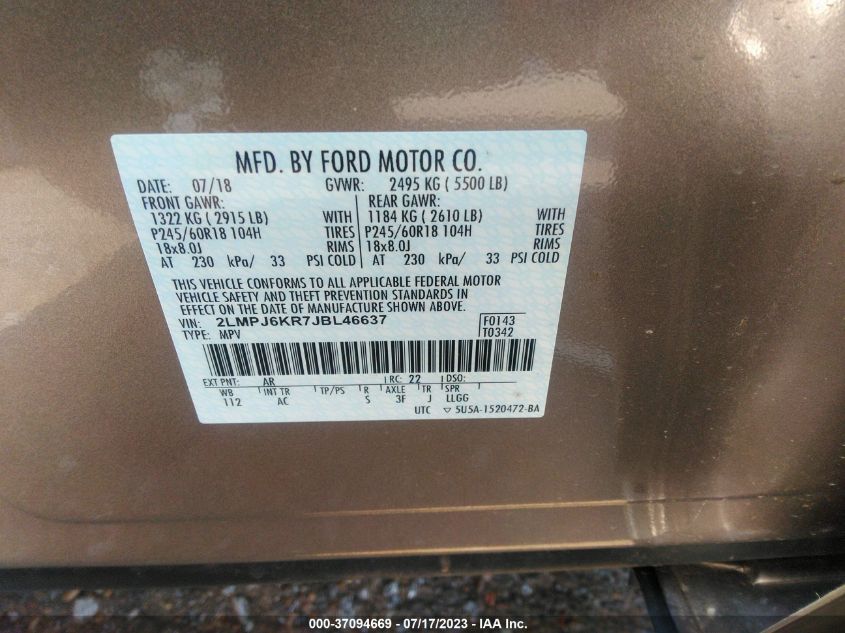 MFD. BY FORD MOTOR CO.
DATE: 07/18 GVWR: 2495 KG ( 5500 LB)
FRONT GAWR: REAR GAWR:
1322 KG ( 2915 LB) WITH 1184 KG ( 2610 LB) WITH
P245/60R18 104H TIRES P245/60R18 104H TIRES
18x8.0J RIMS 18x8.0J RIMS
AT 230 kPa/ 33 PSI COLD AT 230 kPa/ 33 PSI COLD
THIS VEHICLE CONFORMS TO ALL APPLICABLE FEDERAL MOTOR
VEHICLE SAFETY AND THEFT PREVENTION STANDARDS IN
EFFECT ON THE DATE OF MANUFACTURE SHOWN ABOVE.
VIN: 2LMPJ6KR7JBL46637 F0143
TYPE: MPV T0342
EXT PNT: AR RC: 22 DSO:
WB INT TR TP/PS R AXLE TR SPR
112 AC S 3F J LLGG
UTC ▽ 5U5A-1520472-BA
000-37094669 - 07/17/2023 - US - INSURANCE AUTO AUCTIONS